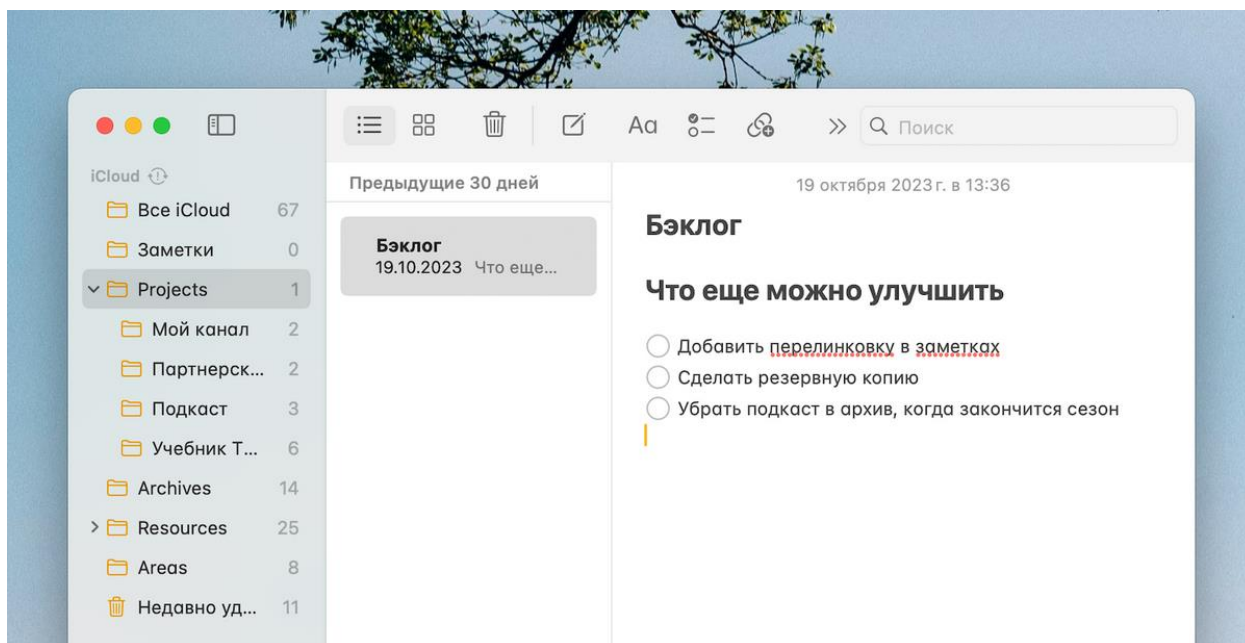 Поиск
iCloud
Все iCloud 67
Заметки 0
Projects 1
Мой канал 2
Партнерск... 2
Подкаст 3
Учебник Т... 6
Archives 14
Resources 25
Areas 8
Недавно уд... 11
Предыдущие 30 дней
Бэклог
19.10.2023 Что еще...
Aa
19 октября 2023 г. в 13:36
Бэклог
Что еще можно улучшить
Добавить перелинковку в заметках
Сделать резервную копию
Убрать подкаст в архив, когда закончится сезон